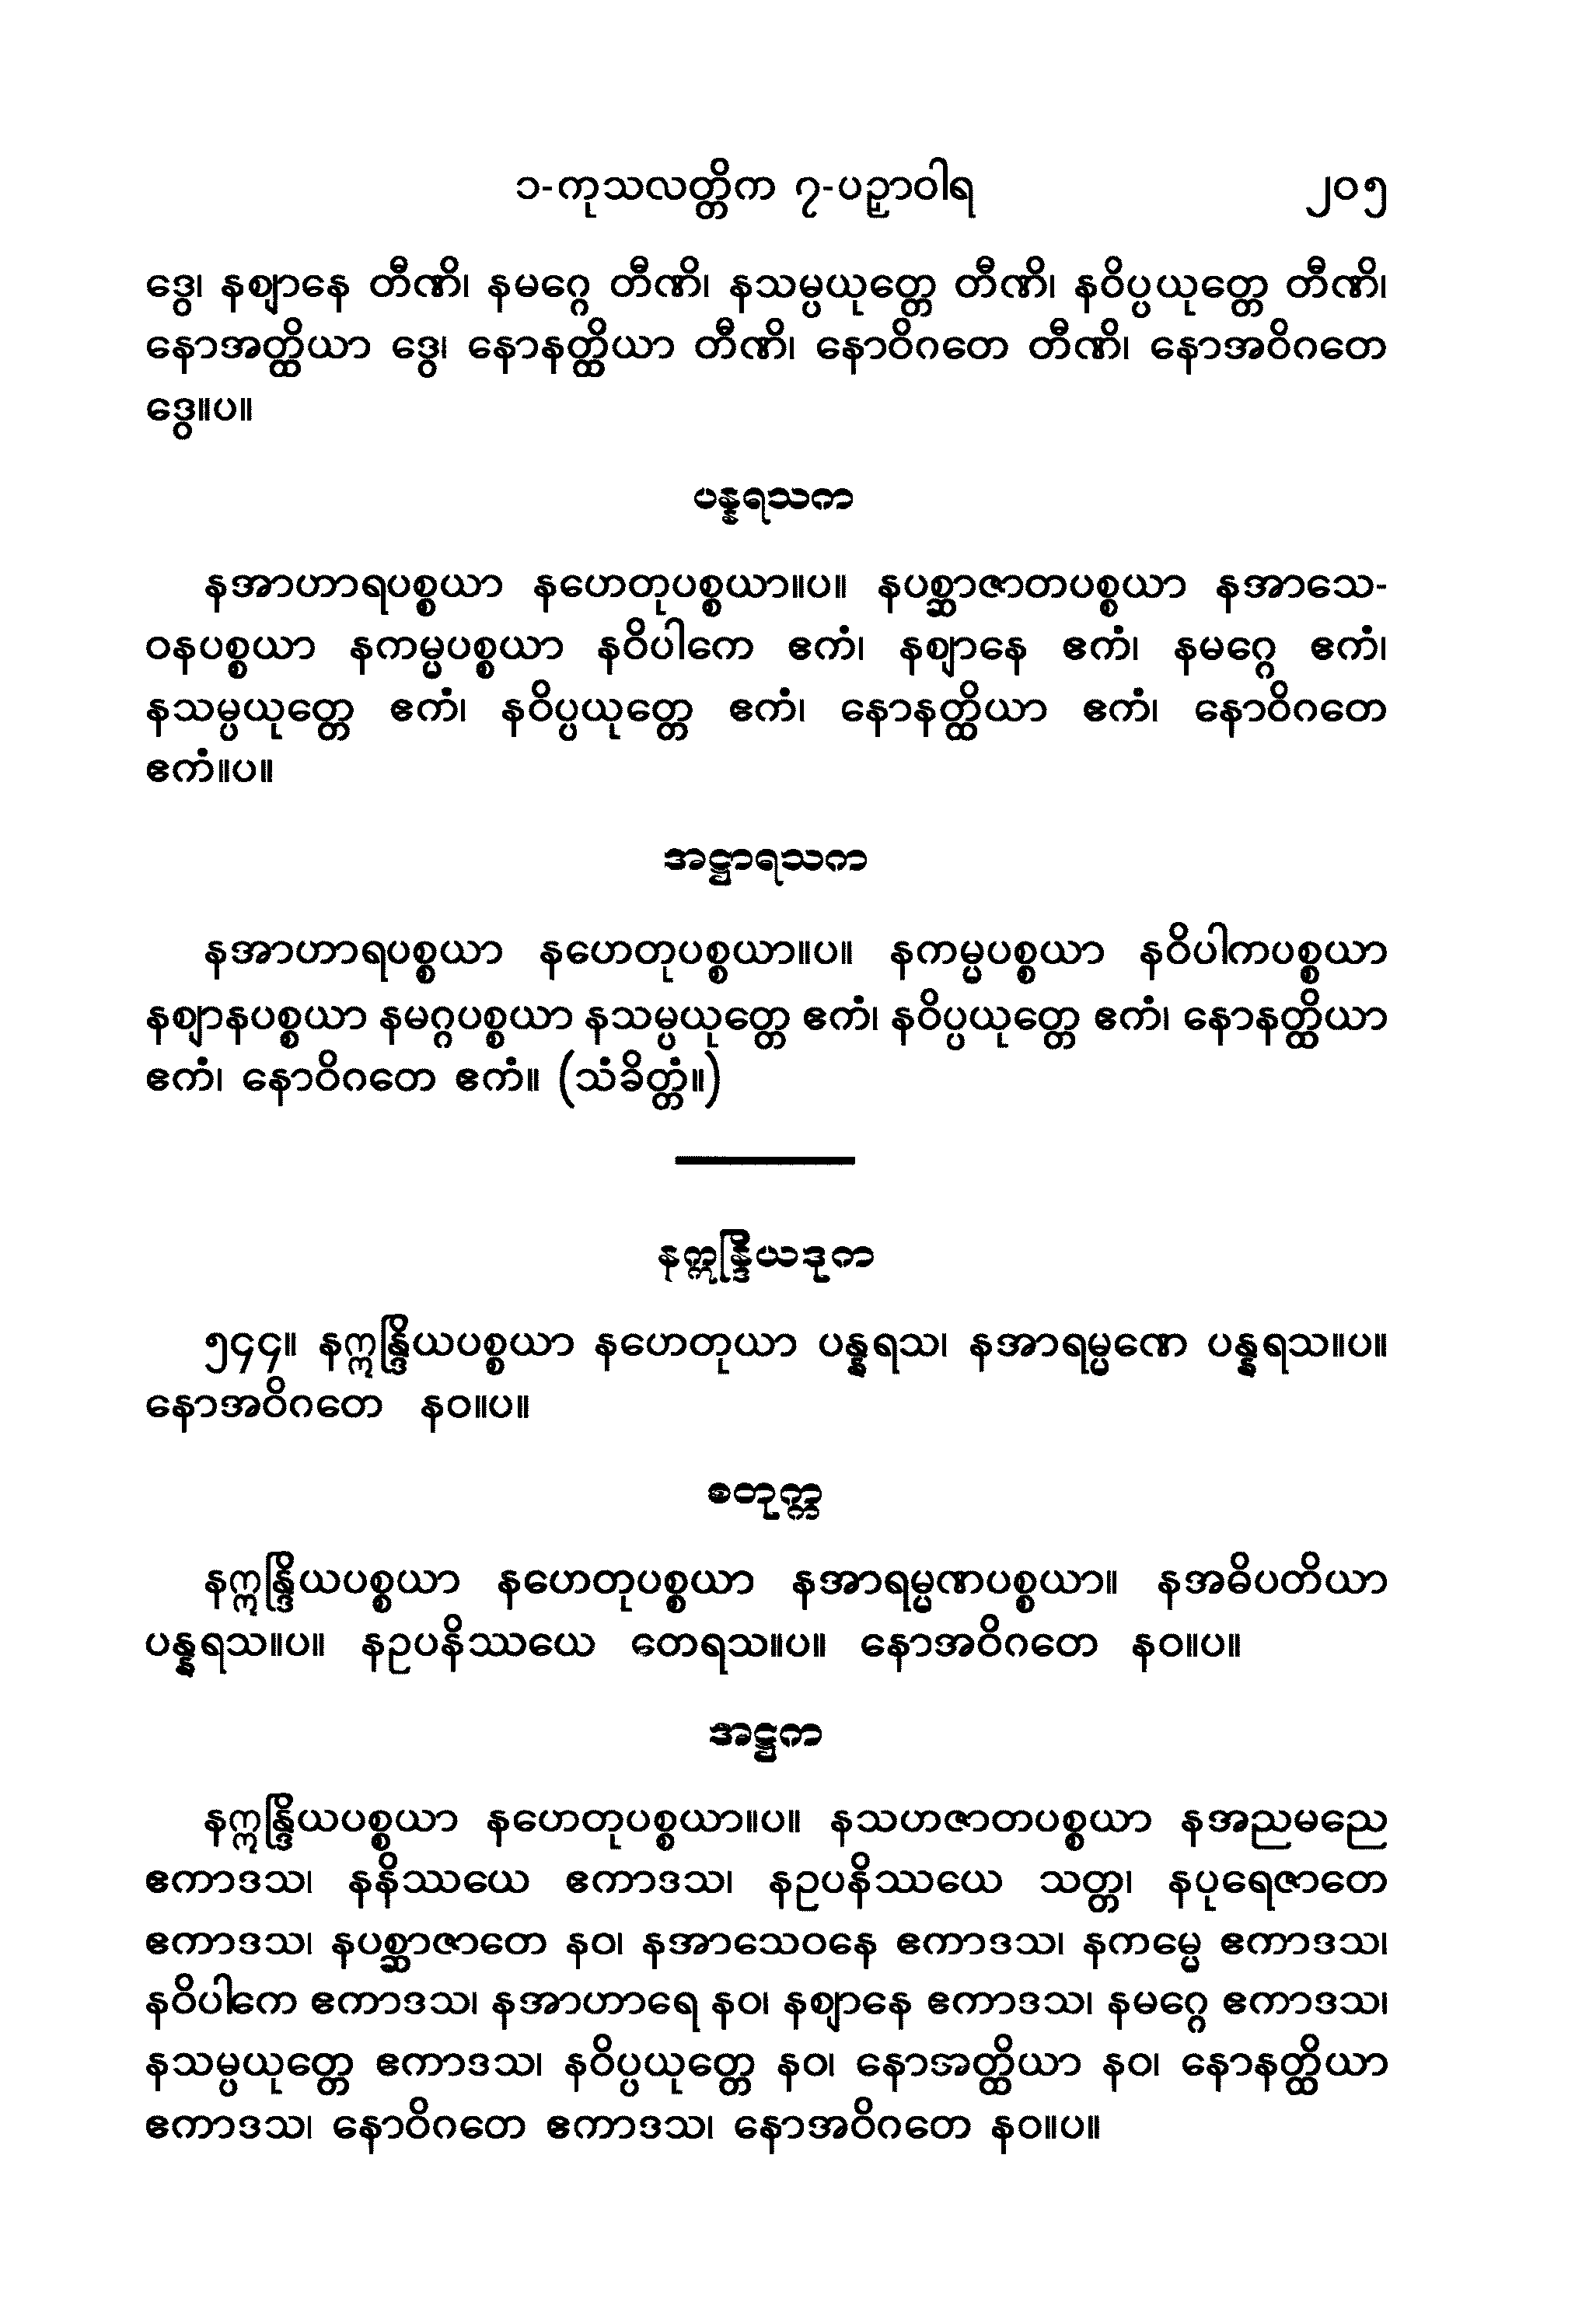 ၁-ကုသလတ္တိက ၇-ပဉှာဝါရ ၂၀၅
ဒွေ၊ နဈာနေ တီဏိ၊ နမဂ္ဂေ တီဏိ၊ နသမ္ပယုတ္တေ တီဏိ၊ နဝိပ္ပယုတ္တေ တီဏိ၊
နောအတ္ထိယာ ဒွေ၊ နောနတ္ထိယာ တီဏိ၊ နောဝိဂတေ တီဏိ၊ နောအဝိဂတေ
ဒွေ။ပ။
ပန္နရသက
နအာဟာရပစ္စယာ နဟေတုပစ္စယာ။ပ။ နပစ္ဆာဇာတပစ္စယာ နအာသေ-
ဝနပစ္စယာ နကမ္မပစ္စယာ နဝိပါကေ ဧကံ၊ နဈာနေ ဧကံ၊ နမဂ္ဂေ ဧကံ၊
နသမ္ပယုတ္တေ ဧကံ၊ နဝိပ္ပယုတ္တေ ဧကံ၊ နောနတ္ထိယာ ဧကံ၊ နောဝိဂတေ
ဧကံ။ပ။
အဋ္ဌာရသက
နအာဟာရပစ္စယာ နဟေတုပစ္စယာ။ပ။ နကမ္မပစ္စယာ နဝိပါကပစ္စယာ
နဈာနပစ္စယာ နမဂ္ဂပစ္စယာ နသမ္ပယုတ္တေ ဧကံ၊ နဝိပ္ပယုတ္တေ ဧကံ၊ နောနတ္ထိယာ
ဧကံ၊ နောဝိဂတေ ဧကံ။ (သံခိတ္တံ။)
နဣန္ဒြိယဒုက
၅၄၄။ နဣန္ဒြိယပစ္စယာ နဟေတုယာ ပန္နရသ၊ နအာရမ္မဏေ ပန္နရသ။ပ။
နောအဝိဂတေ နဝ။ပ။
စတုက္က
နဣန္ဒြိယပစ္စယာ နဟေတုပစ္စယာ နအာရမ္မဏပစ္စယာ။ နအဓိပတိယာ
ပန္နရသ။ပ။ နဥပနိဿယေ တေရသ။ပ။ နောအဝိဂတေ နဝ။ပ။
အဋ္ဌက
နဣန္ဒြိယပစ္စယာ နဟေတုပစ္စယာ။ပ။ နသဟဇာတပစ္စယာ နအညမညေ
ဧကာဒသ၊ နနိဿယေ ဧကာဒသ၊ နဥပနိဿယေ သတ္တ၊ နပုရေဇာတေ
ဧကာဒသ၊ နပစ္ဆာဇာတေ နဝ၊ နအာသေဝနေ ဧကာဒသ၊ နကမ္မေ ဧကာဒသ၊
နဝိပါကေ ဧကာဒသ၊ နအာဟာရေ နဝ၊ နဈာနေ ဧကာဒသ၊ နမဂ္ဂေ ဧကာဒသ၊
နသမ္ပယုတ္တေ ဧကာဒသ၊ နဝိပ္ပယုတ္တေ နဝ၊ နောအတ္ထိယာ နဝ၊ နောနတ္ထိယာ
ဧကာဒသ၊ နောဝိဂတေ ဧကာဒသ၊ နောအဝိဂတေ နဝ။ပ။